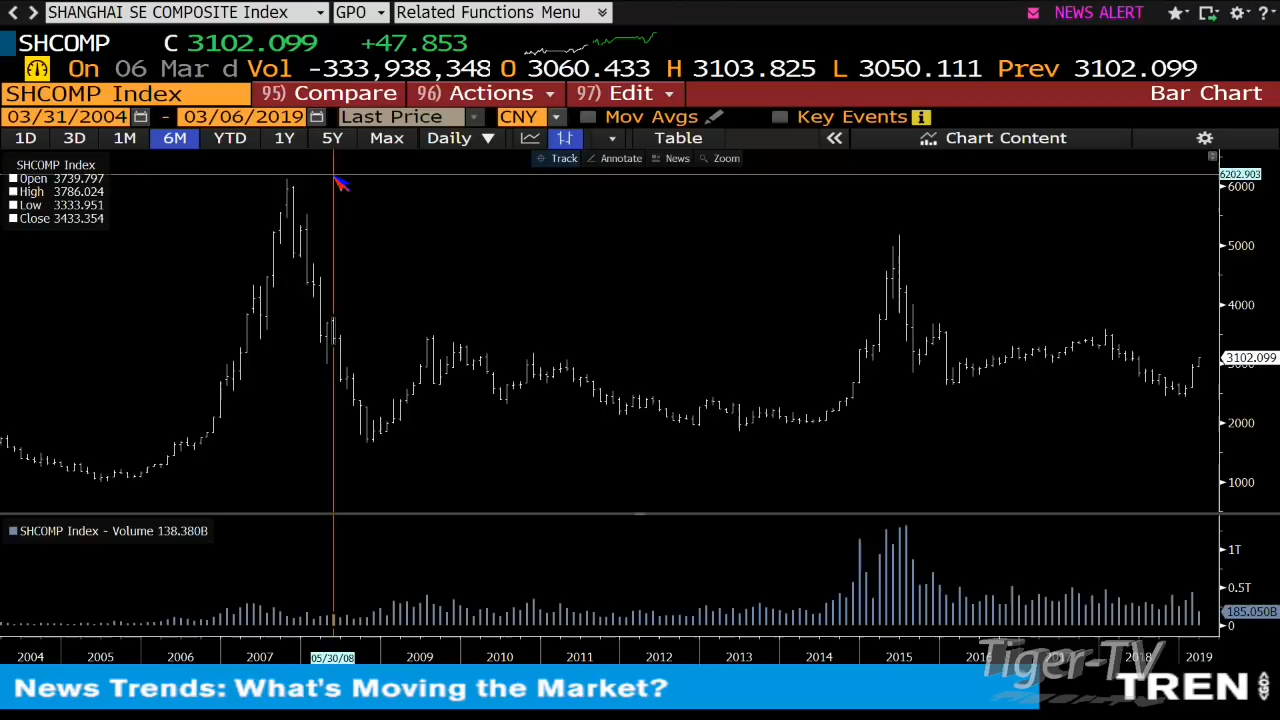 SHANGHAI SE COMPOSITE Index GPO Related Functions Menu NEWS ALERT ?
SHCOMP C 3102.099 +47.853
On 06 Mar d Vol -333,938,348 O 3060.433 H 3103.825 L 3050.111 Prev 3102.099
SHCOMP Index 95) Compare 96) Actions 97) Edit Bar Chart
03/31/2004 - 03/06/2019 Last Price CNY Mov Avgs Key Events i
1D 3D 1M 6M YTD 1Y 5Y Max Daily Table Chart Content
Track Annotate News Zoom
SHCOMP Index
Open 3739.797
High 3786.024
Low 3333.951
Close 3433.354
6202.903
6000
5000
4000
3102.099
3000
2000
1000
SHCOMP Index - Volume 138.380B
1T
0.5T
185.050B
0
2004 2005 2006 2007 05/30/08 2009 2010 2011 2012 2013 2014 2015 2016 2017 2018 2019
Tiger-TV
News Trends: What's Moving the Market? TREN